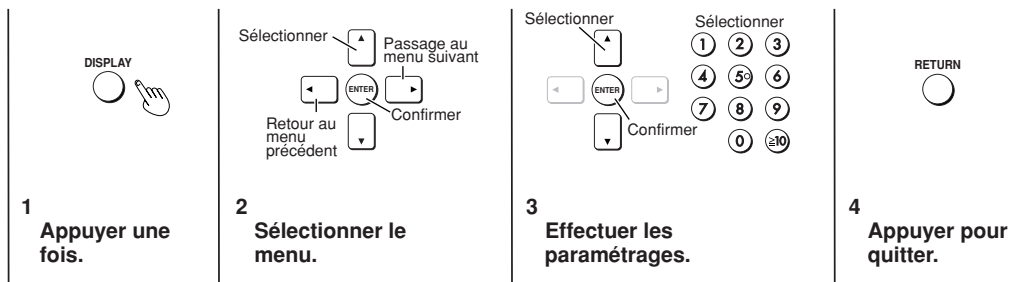 DISPLAY
1
Appuyer une
fois.
Sélectionner
Passage au
menu suivant
ENTER
Confirmer
Retour au
menu
précédent
2
Sélectionner le
menu.
Sélectionner
ENTER
Confirmer
Sélectionner
1 2 3
4 5 6
7 8 9
0 ≧10
3
Effectuer les
paramétrages.
RETURN
4
Appuyer pour
quitter.